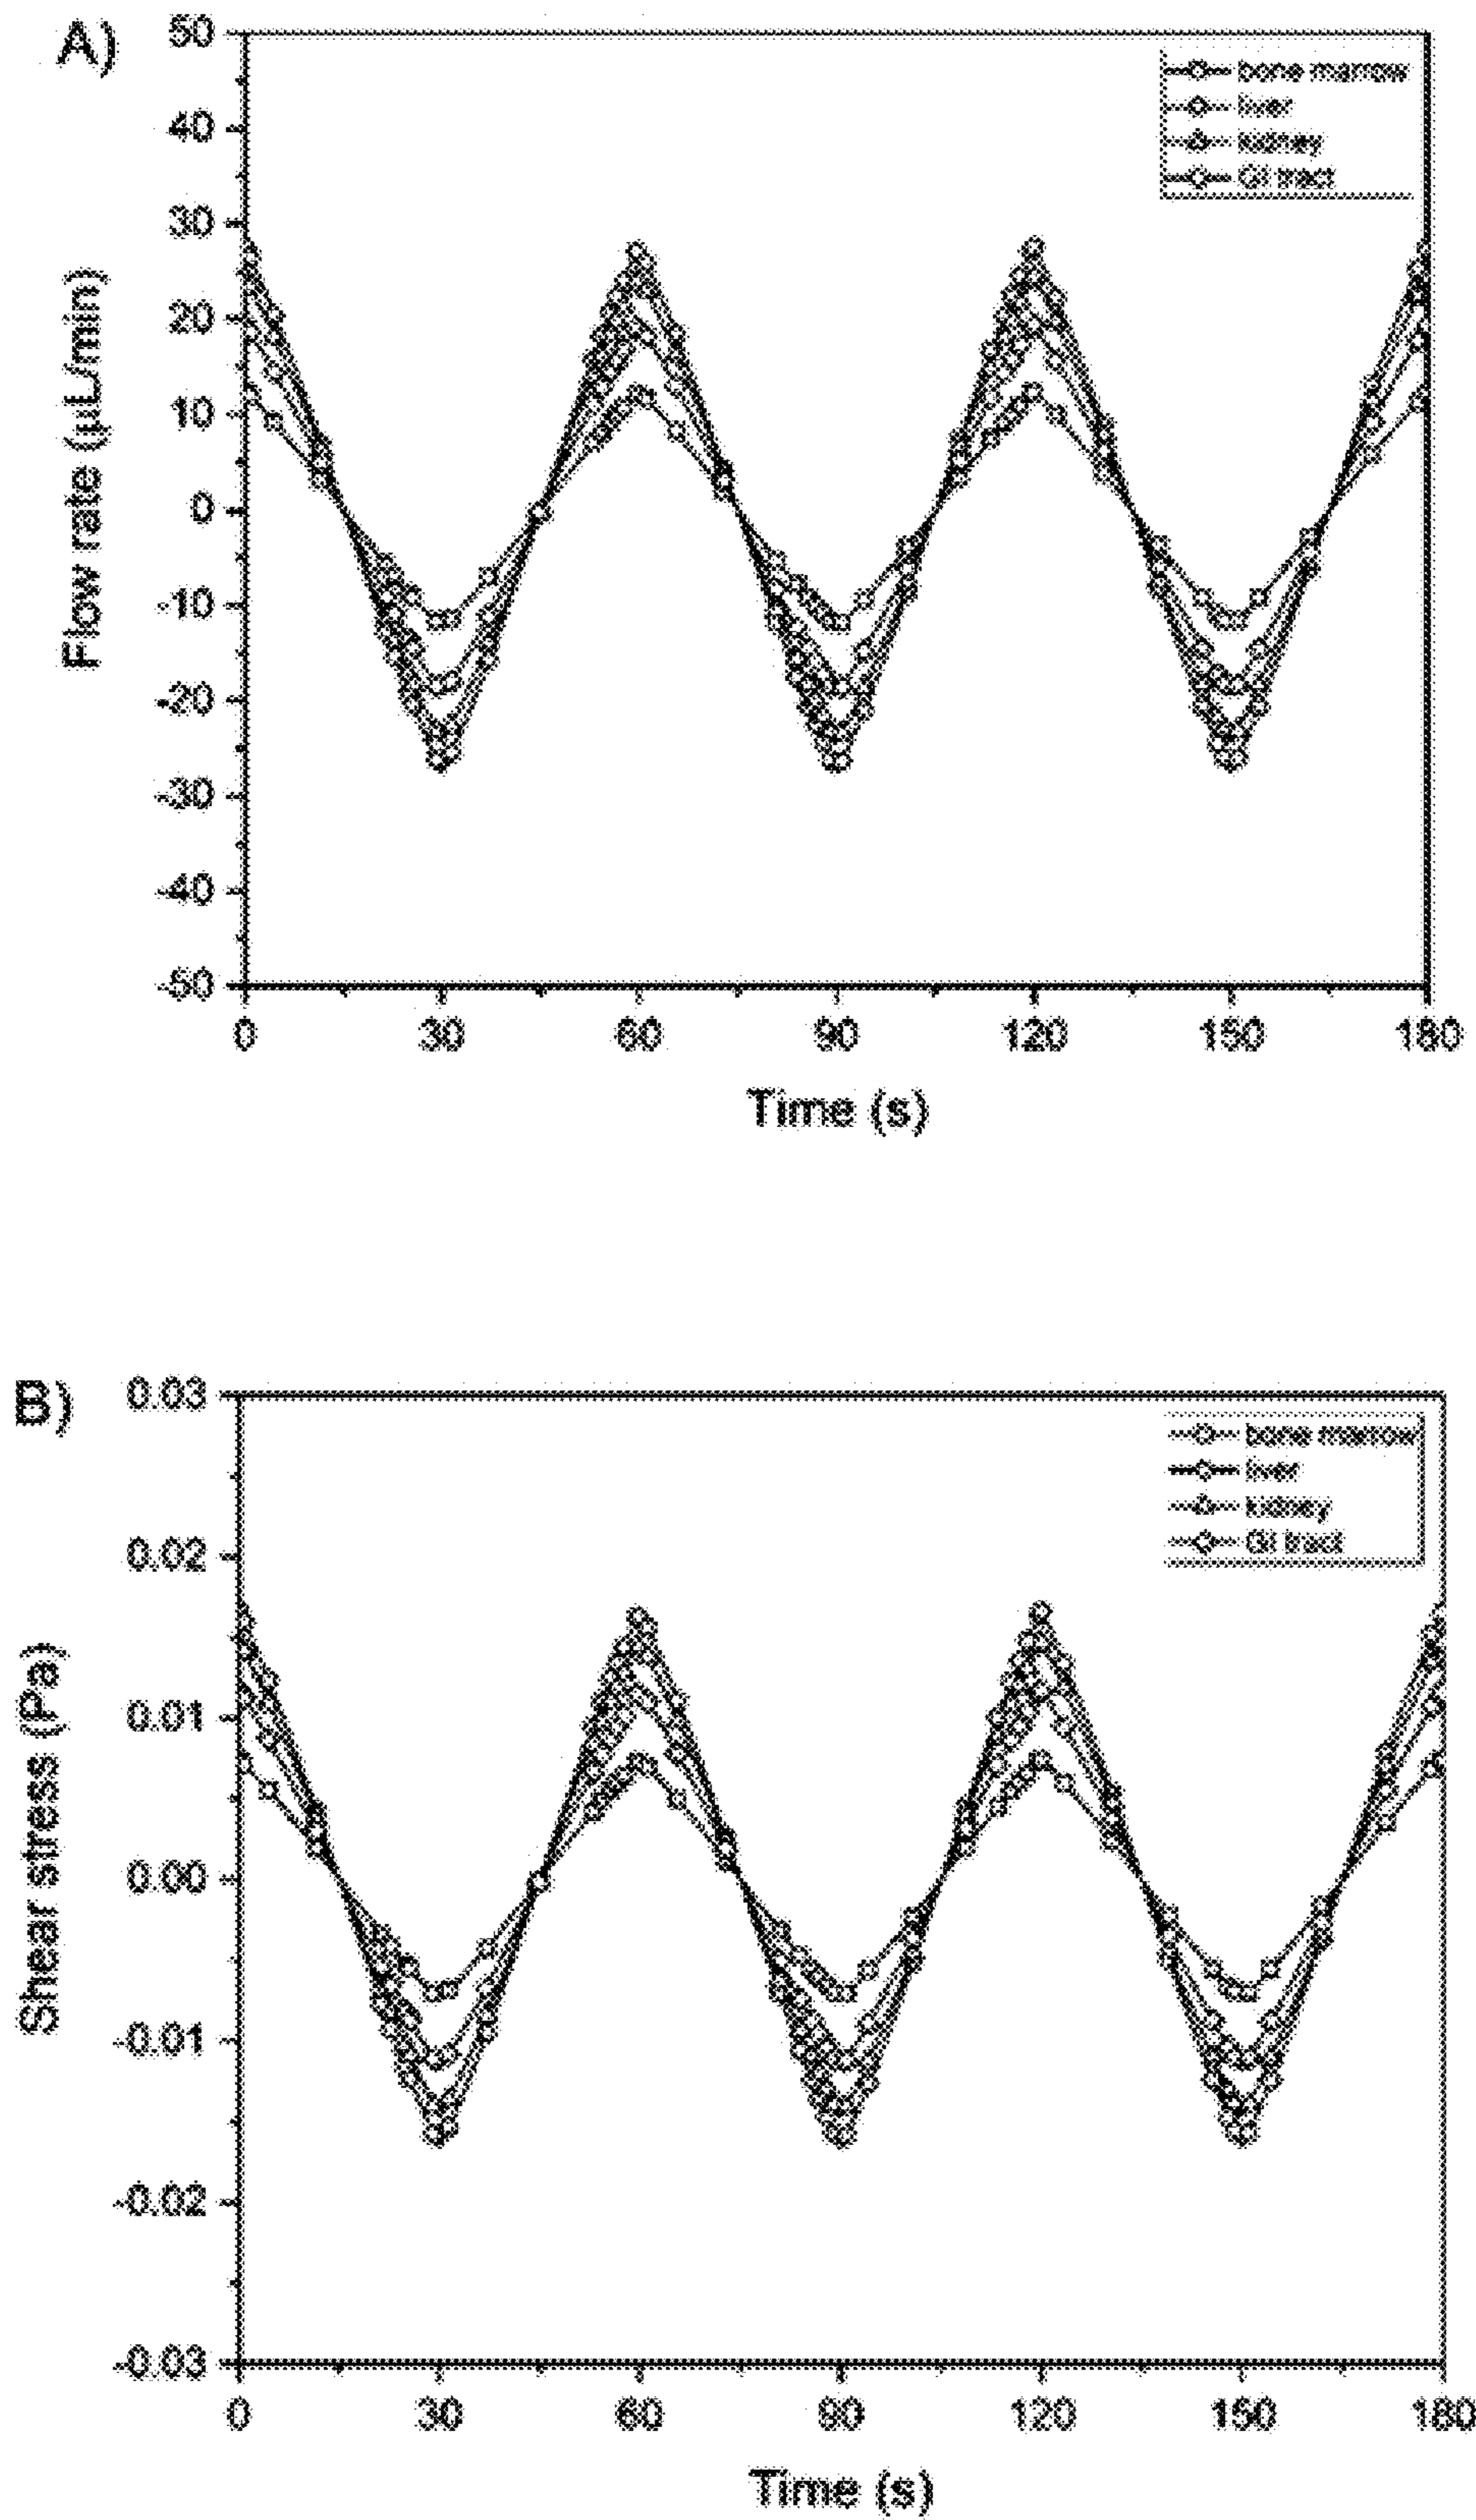 A)
50
40
30
20
10
0
-10
-20
-30
-40
-50
Flow rate (µL/min)
bone marrow
liver
kidney
GI tract
0 30 60 90 120 150 180
Time (s)
B)
0.03
0.02
0.01
0.00
-0.01
-0.02
-0.03
Shear stress (Pa)
bone marrow
liver
kidney
GI tract
0 30 60 90 120 150 180
Time (s)